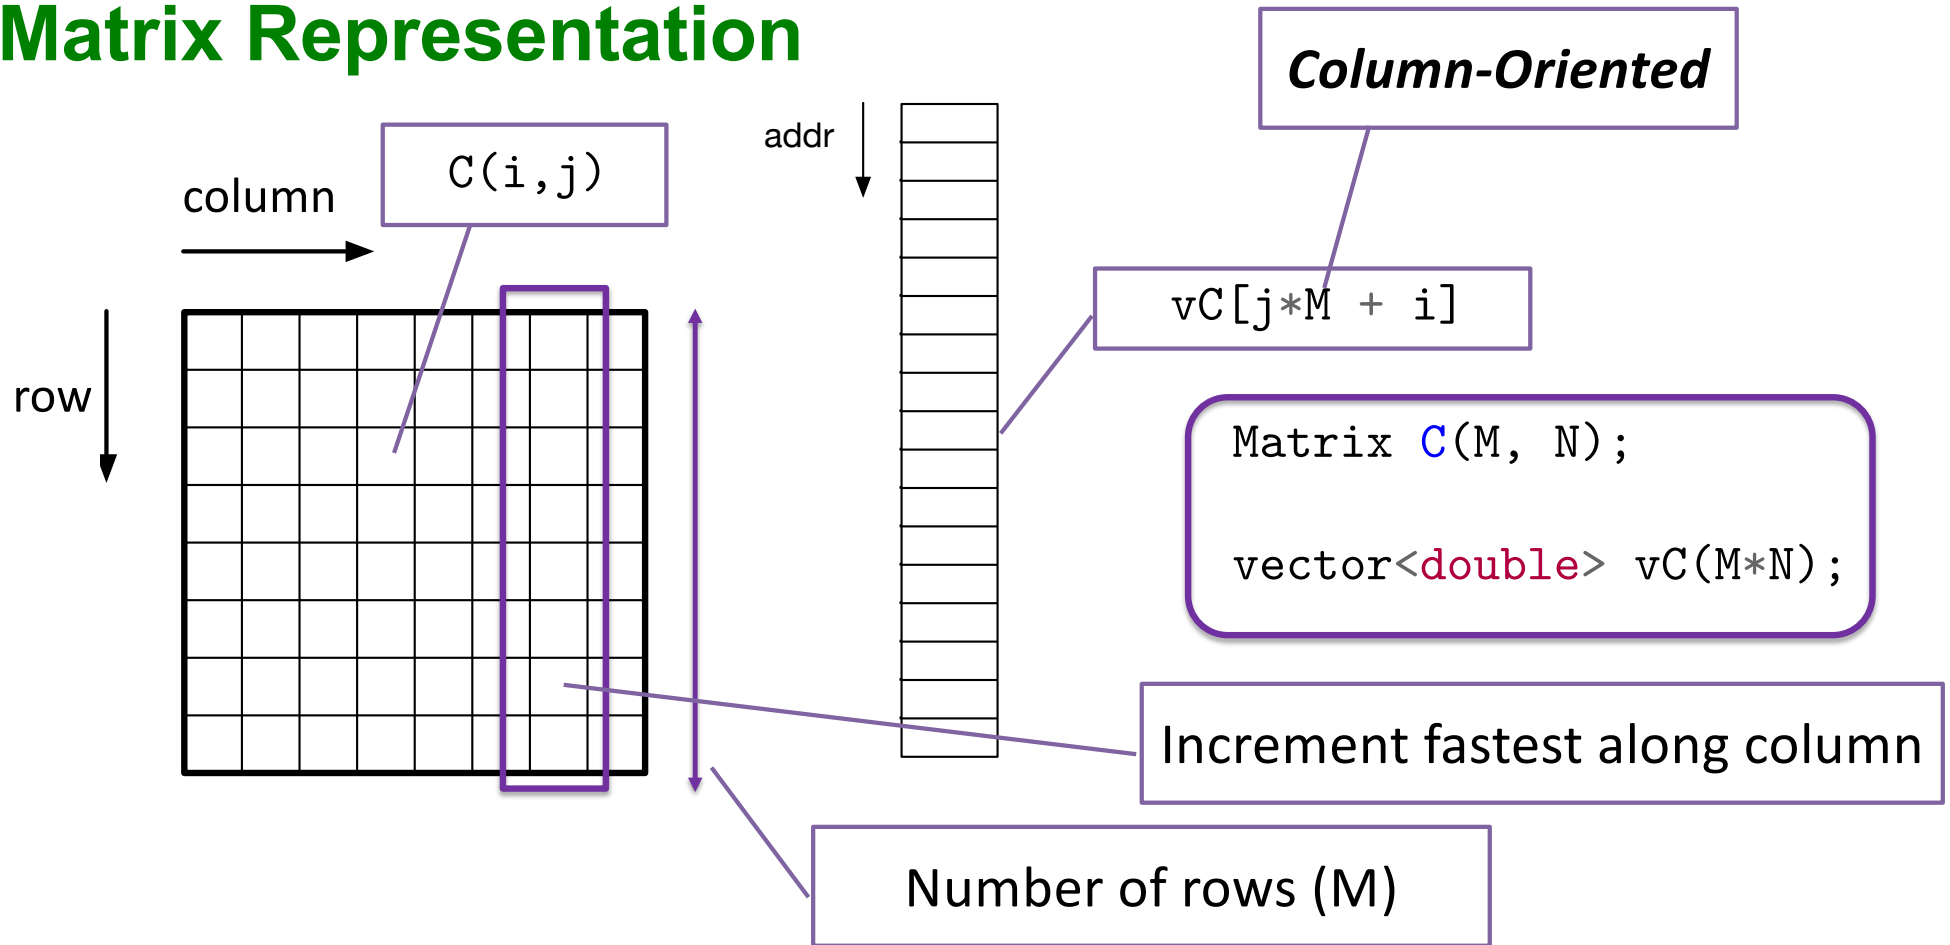 Matrix Representation
Column-Oriented
addr
C(i,j)
column
vC[j*M + i]
row
Matrix C(M, N);
vector<double> vC(M*N);
Increment fastest along column
Number of rows (M)